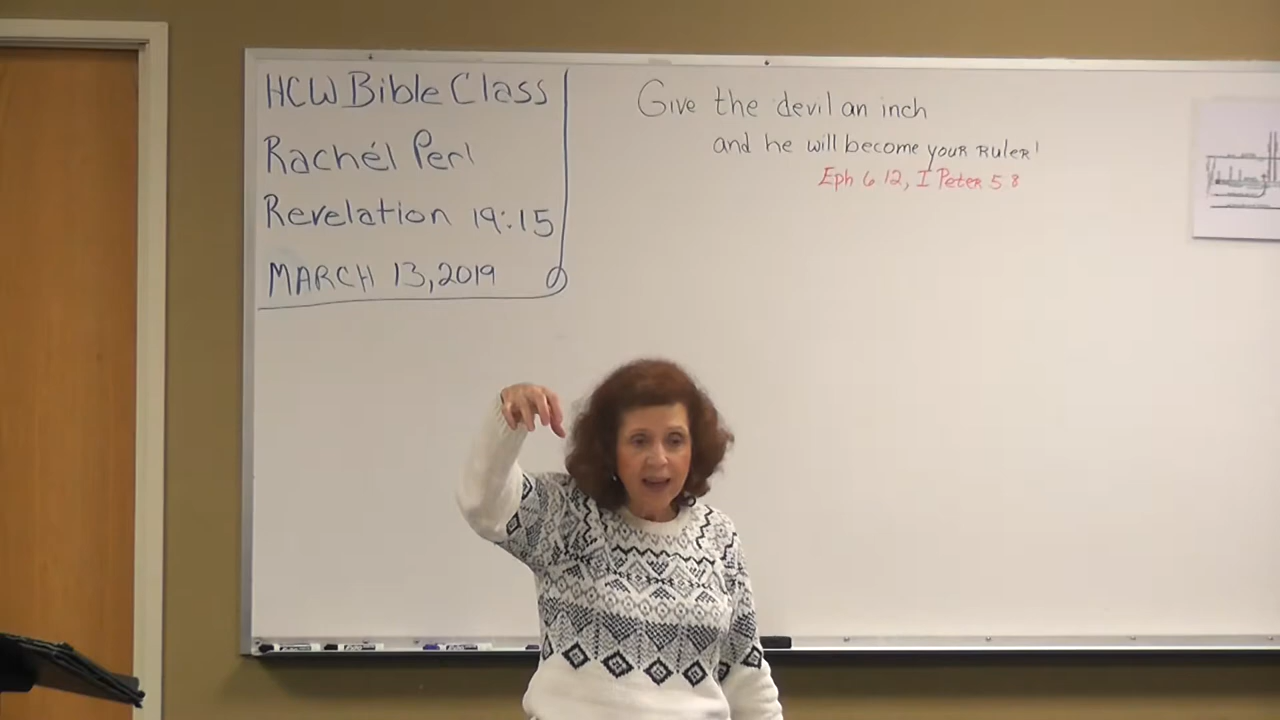 HCW Bible Class
Rachél Perl
Revelation 19:15
MARCH 13, 2019
Give the devil an inch
and he will become your RULER!
Eph 6 12, I Peter 5 8